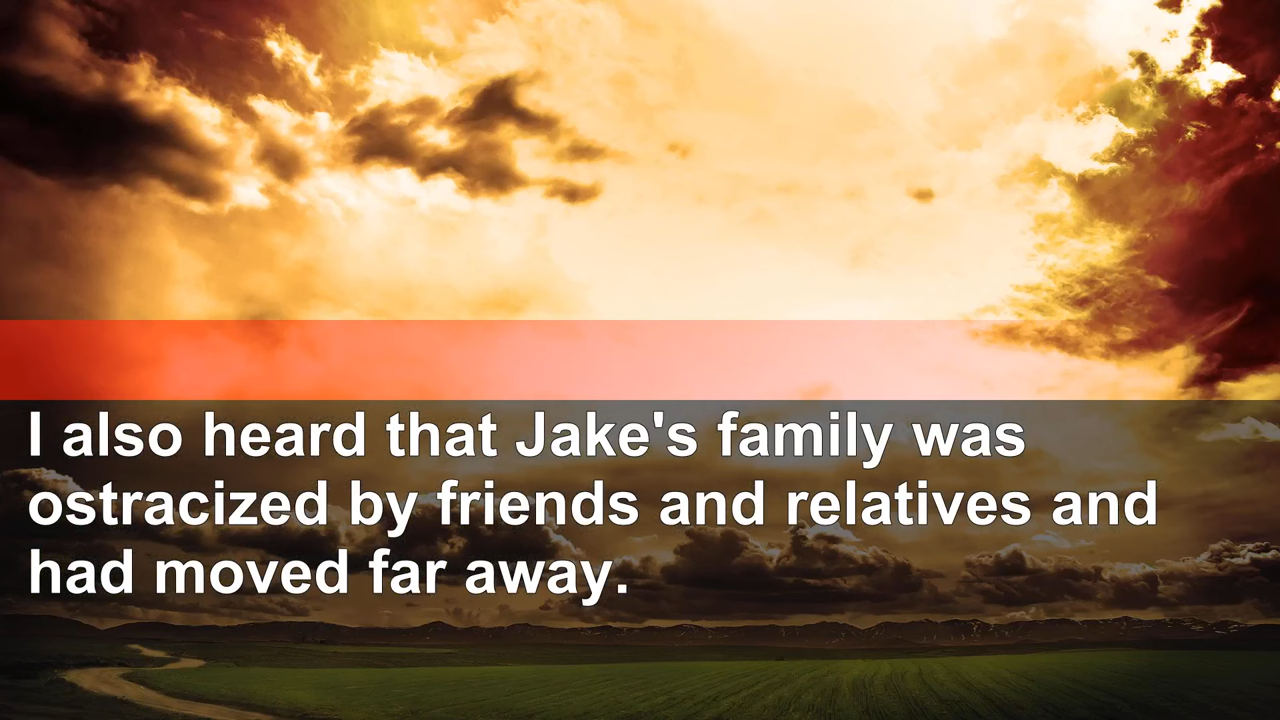 I also heard that Jake's family was
ostracized by friends and relatives and
had moved far away.